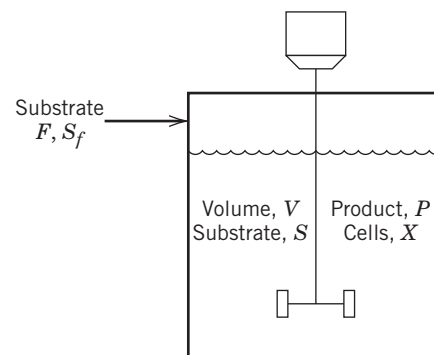 Substrate
F, S_f
Volume, V
Substrate, S
Product, P
Cells, X